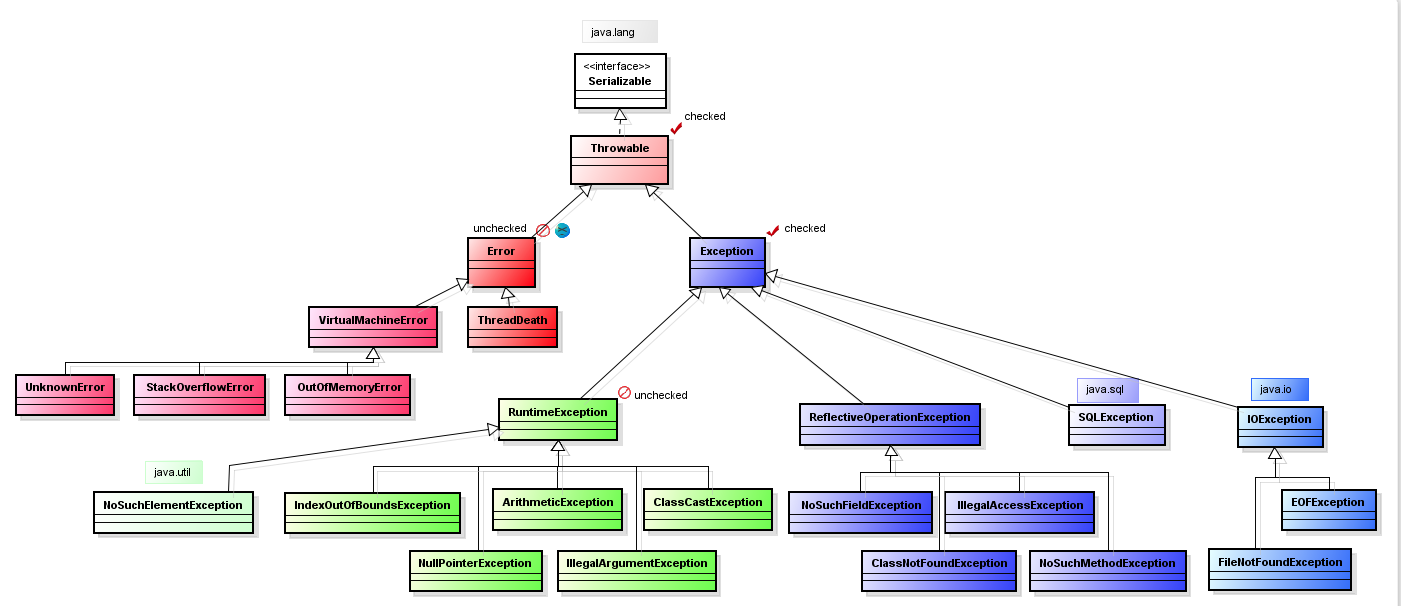 java.lang
<<interface>>
Serializable
checked
Throwable
unchecked
checked
Error
Exception
VirtualMachineError
ThreadDeath
UnknownError
StackOverflowError
OutOfMemoryError
unchecked
java.sql
java.io
RuntimeException
ReflectiveOperationException
SQLException
IOException
java.util
NoSuchElementException
IndexOutOfBoundsException
ArithmeticException
ClassCastException
NoSuchFieldException
IllegalAccessException
EOFException
NullPointerException
IllegalArgumentException
ClassNotFoundException
NoSuchMethodException
FileNotFoundException